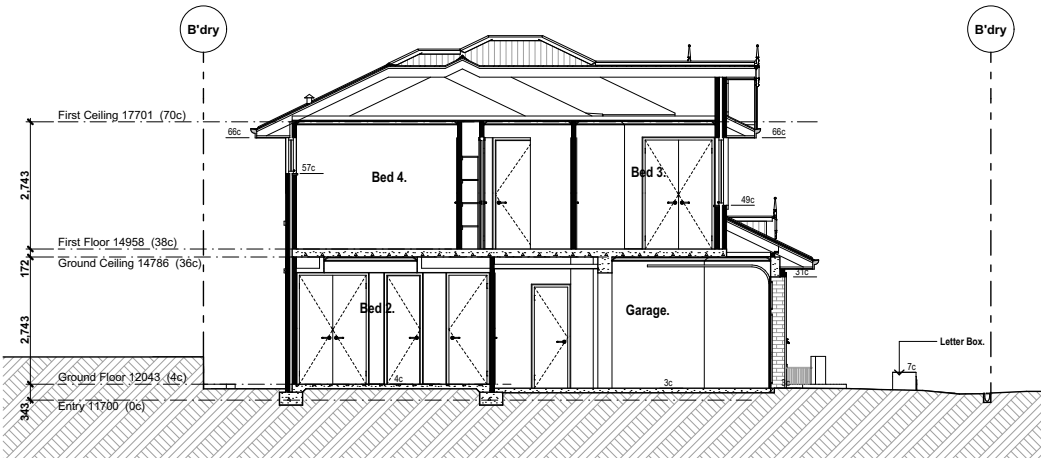 B'dry
B'dry
First Ceiling 17701 (70c)
66c
66c
57c
Bed 4.
Bed 3.
2,743
49c
First Floor 14958 (38c)
172
Ground Ceiling 14786 (36c)
31c
Bed 2.
Garage.
2,743
Letter Box.
7c
Ground Floor 12043 (4c)
4c
3c
3c
343
Entry 11700 (0c)